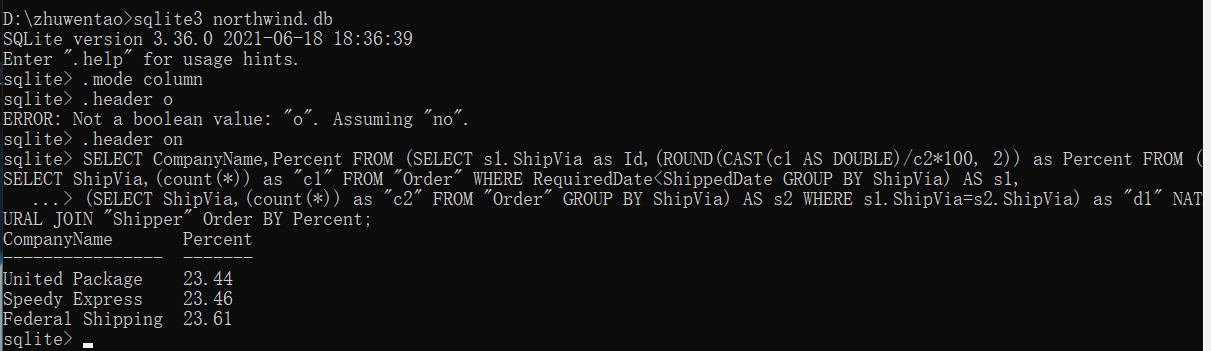 D:\zhuwentao>sqlite3 northwind.db
SQLite version 3.36.0 2021-06-18 18:36:39
Enter ".help" for usage hints.
sqlite> .mode column
sqlite> .header o
ERROR: Not a boolean value: "o". Assuming "no".
sqlite> .header on
sqlite> SELECT CompanyName,Percent FROM (SELECT s1.ShipVia as Id,(ROUND(CAST(c1 AS DOUBLE)/c2*100, 2)) as Percent FROM (
SELECT ShipVia,(count(*)) as "c1" FROM "Order" WHERE RequiredDate<ShippedDate GROUP BY ShipVia) AS s1,
   ...> (SELECT ShipVia,(count(*)) as "c2" FROM "Order" GROUP BY ShipVia) AS s2 WHERE s1.ShipVia=s2.ShipVia) as "d1" NAT
URAL JOIN "Shipper" Order BY Percent;
CompanyName       Percent
----------------  -------
United Package    23.44
Speedy Express    23.46
Federal Shipping  23.61
sqlite>